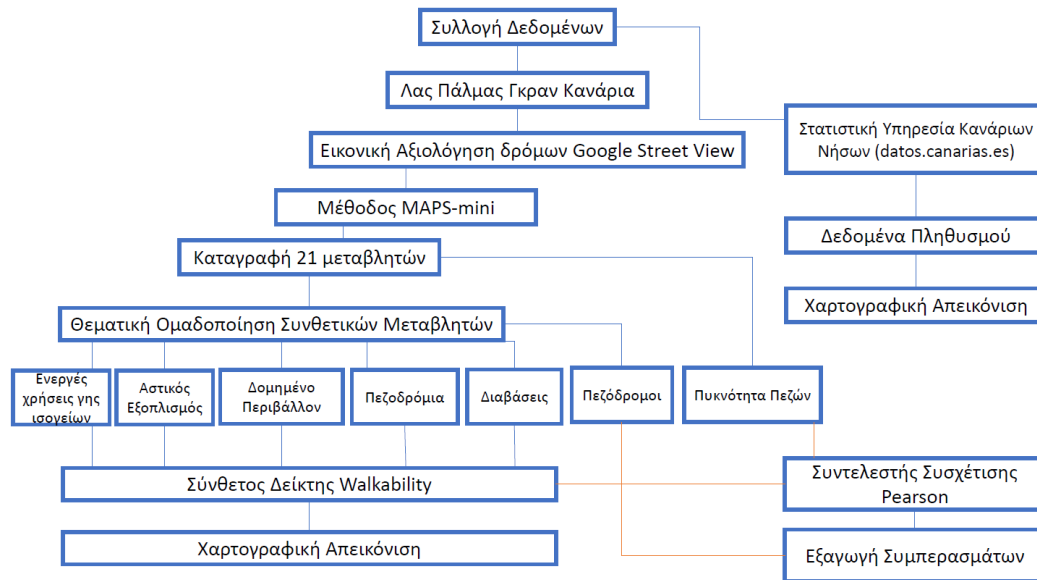 Συλλογή Δεδομένων
Λας Πάλμας Γκραν Κανάρια
Εικονική Αξιολόγηση δρόμων Google Street View
Στατιστική Υπηρεσία Κανάριων
Νήσων (datos.canarias.es)
Μέθοδος MAPS-mini
Καταγραφή 21 μεταβλητών
Δεδομένα Πληθυσμού
Χαρτογραφική Απεικόνιση
Θεματική Ομαδοποίηση Συνθετικών Μεταβλητών
Ενεργές
χρήσεις γης
ισογείων
Αστικός
Εξοπλισμός
Δομημένο
Περιβάλλον
Πεζοδρόμια
Διαβάσεις
Πεζόδρομοι
Πυκνότητα Πεζών
Σύνθετος Δείκτης Walkability
Συντελεστής Συσχέτισης
Pearson
Χαρτογραφική Απεικόνιση
Εξαγωγή Συμπερασμάτων